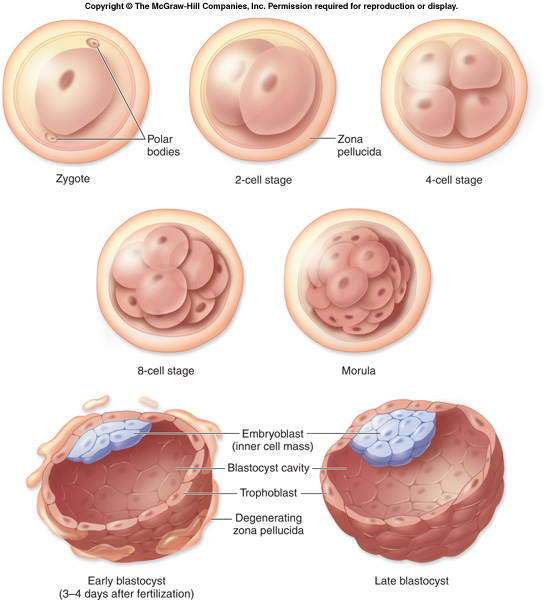 Copyright © The McGraw-Hill Companies, Inc. Permission required for reproduction or display.
Polar
bodies
Zona
pellucida
Zygote
2-cell stage
4-cell stage
8-cell stage
Morula
Embryoblast
(inner cell mass)
Blastocyst cavity
Trophoblast
Degenerating
zona pellucida
Early blastocyst
(3–4 days after fertilization)
Late blastocyst